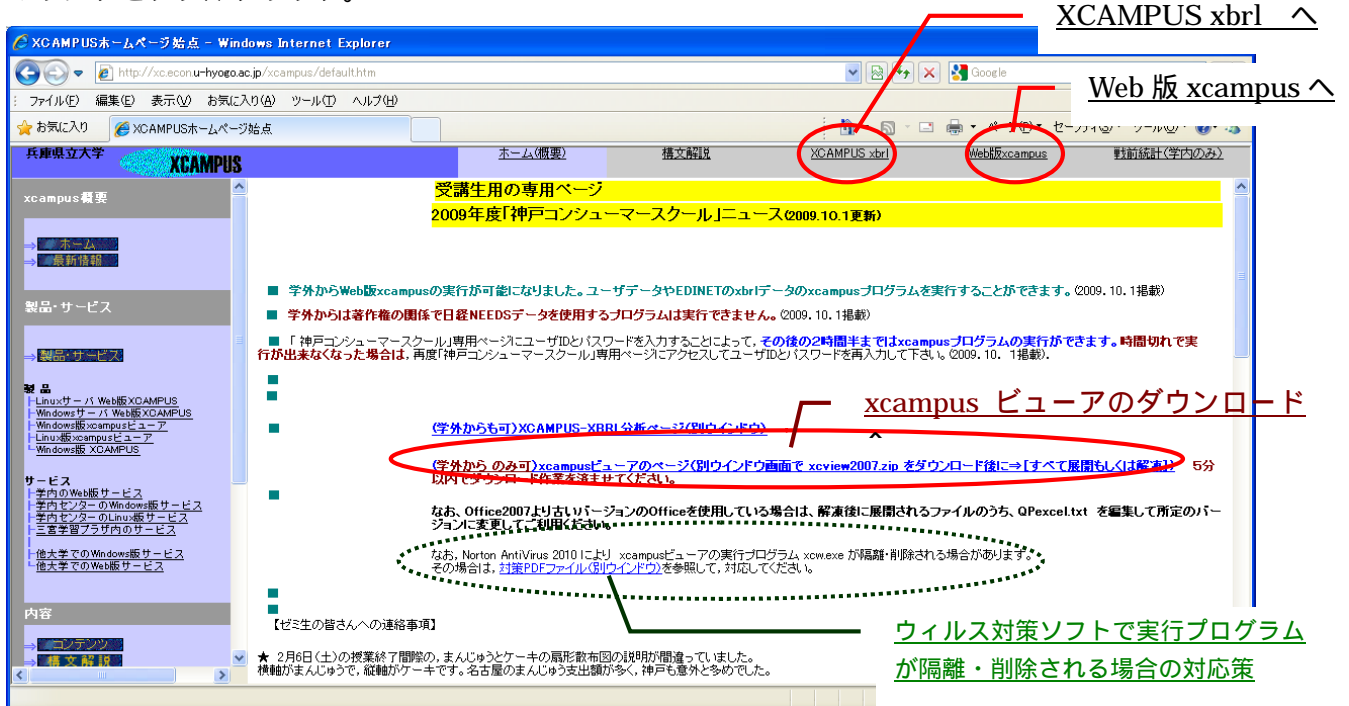 XCAMPUS xbrl へ
XCAMPUSホームページ始点 - Windows Internet Explorer
http://xc.econ.u-hyogo.ac.jp/xcampus/default.htm
Google
Web 版 xcampus へ
ファイル(F) 編集(E) 表示(V) お気に入り(A) ツール(T) ヘルプ(H)
お気に入り
XCAMPUSホームページ始点
兵庫県立大学
XCAMPUS
ホーム(概要)
構文解説
XCAMPUS xbrl
Web版xcampus
戦前統計(学内のみ)
xcampus概要
⇒ホーム
⇒最新情報
製品・サービス
⇒製品・サービス
製 品
├Linuxサーバ Web版XCAMPUS
├Windowsサーバ Web版XCAMPUS
├Windows版xcampusビューア
├Linux版xcampusビューア
└Windows版 XCAMPUS
サービス
├学内のWeb版サービス
├学内センターのWindows版サービス
├学内センターのLinux版サービス
├三宮学習プラザ内のサービス
├他大学でのWindows版サービス
└他大学でのWeb版サービス
内容
⇒コンテンツ
⇒構文解説
受講生用の専用ページ
2009年度「神戸コンシューマースクール」ニュース(2009.10.1更新)
■ 学外からWeb版xcampusの実行が可能になりました。ユーザデータやEDINETのxbrlデータのxcampusプログラムを実行することができます。(2009.10.1掲載)
■ 学外からは著作権の関係で日経NEEDSデータを使用するプログラムは実行できません。(2009.10.1掲載)
■ 「神戸コンシューマースクール」専用ページにユーザIDとパスワードを入力することによって, その後の2時間半まではxcampusプログラムの実行ができます。時間切れで実
行が出来なくなった場合は, 再度「神戸コンシューマースクール」専用ページにアクセスしてユーザIDとパスワードを再入力して下さい。(2009.10. 1掲載).
xcampus ビューアのダウンロード
(学外からも可)XCAMPUS-XBRL分析ページ(別ウインドウ)
(学外から のみ可)xcampusビューアのページ(別ウインドウ画面で xcview2007.zip をダウンロード後に⇒[すべて展開もしくは解凍]) 5分
以内でダウンロード作業を済ませてください。
なお、Office2007より古いバージョンのOfficeを使用している場合は、解凍後に展開されるファイルのうち、QPexcel.txt を編集して所定のバー
ジョンに変更してご利用ください。
なお, Norton AntiVirus 2010 により xcampusビューアの実行プログラム xcw.exe が隔離・削除される場合があります。
その場合は, 対策PDFファイル(別ウインドウ)を参照して, 対応してください。
【ゼミ生の皆さんへの連絡事項】
★ 2月6日(土)の授業終了間際の, まんじゅうとケーキの扇形散布図の説明が間違っていました。
横軸がまんじゅうで, 縦軸がケーキです。名古屋のまんじゅう支出額が多く, 神戸も意外と多めでした。
ウィルス対策ソフトで実行プログラム
が隔離・削除される場合の対応策